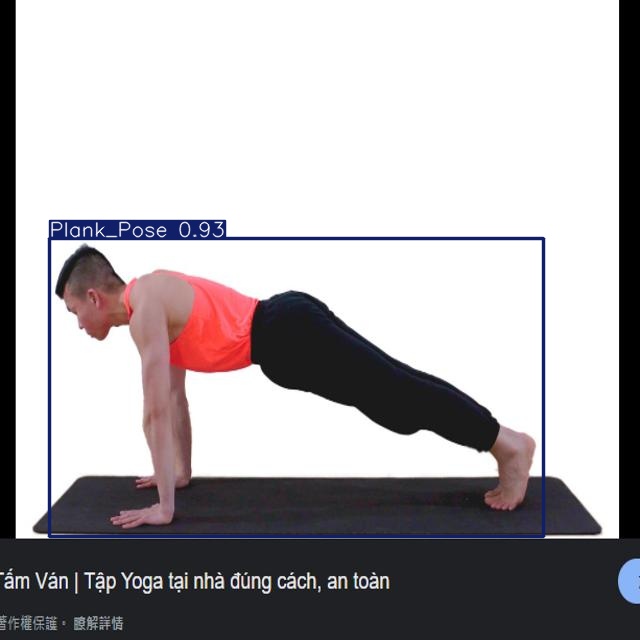 Plank_Pose 0.93
Tấm Ván | Tập Yoga tại nhà đúng cách, an toàn
著作權保護。 瞭解詳情